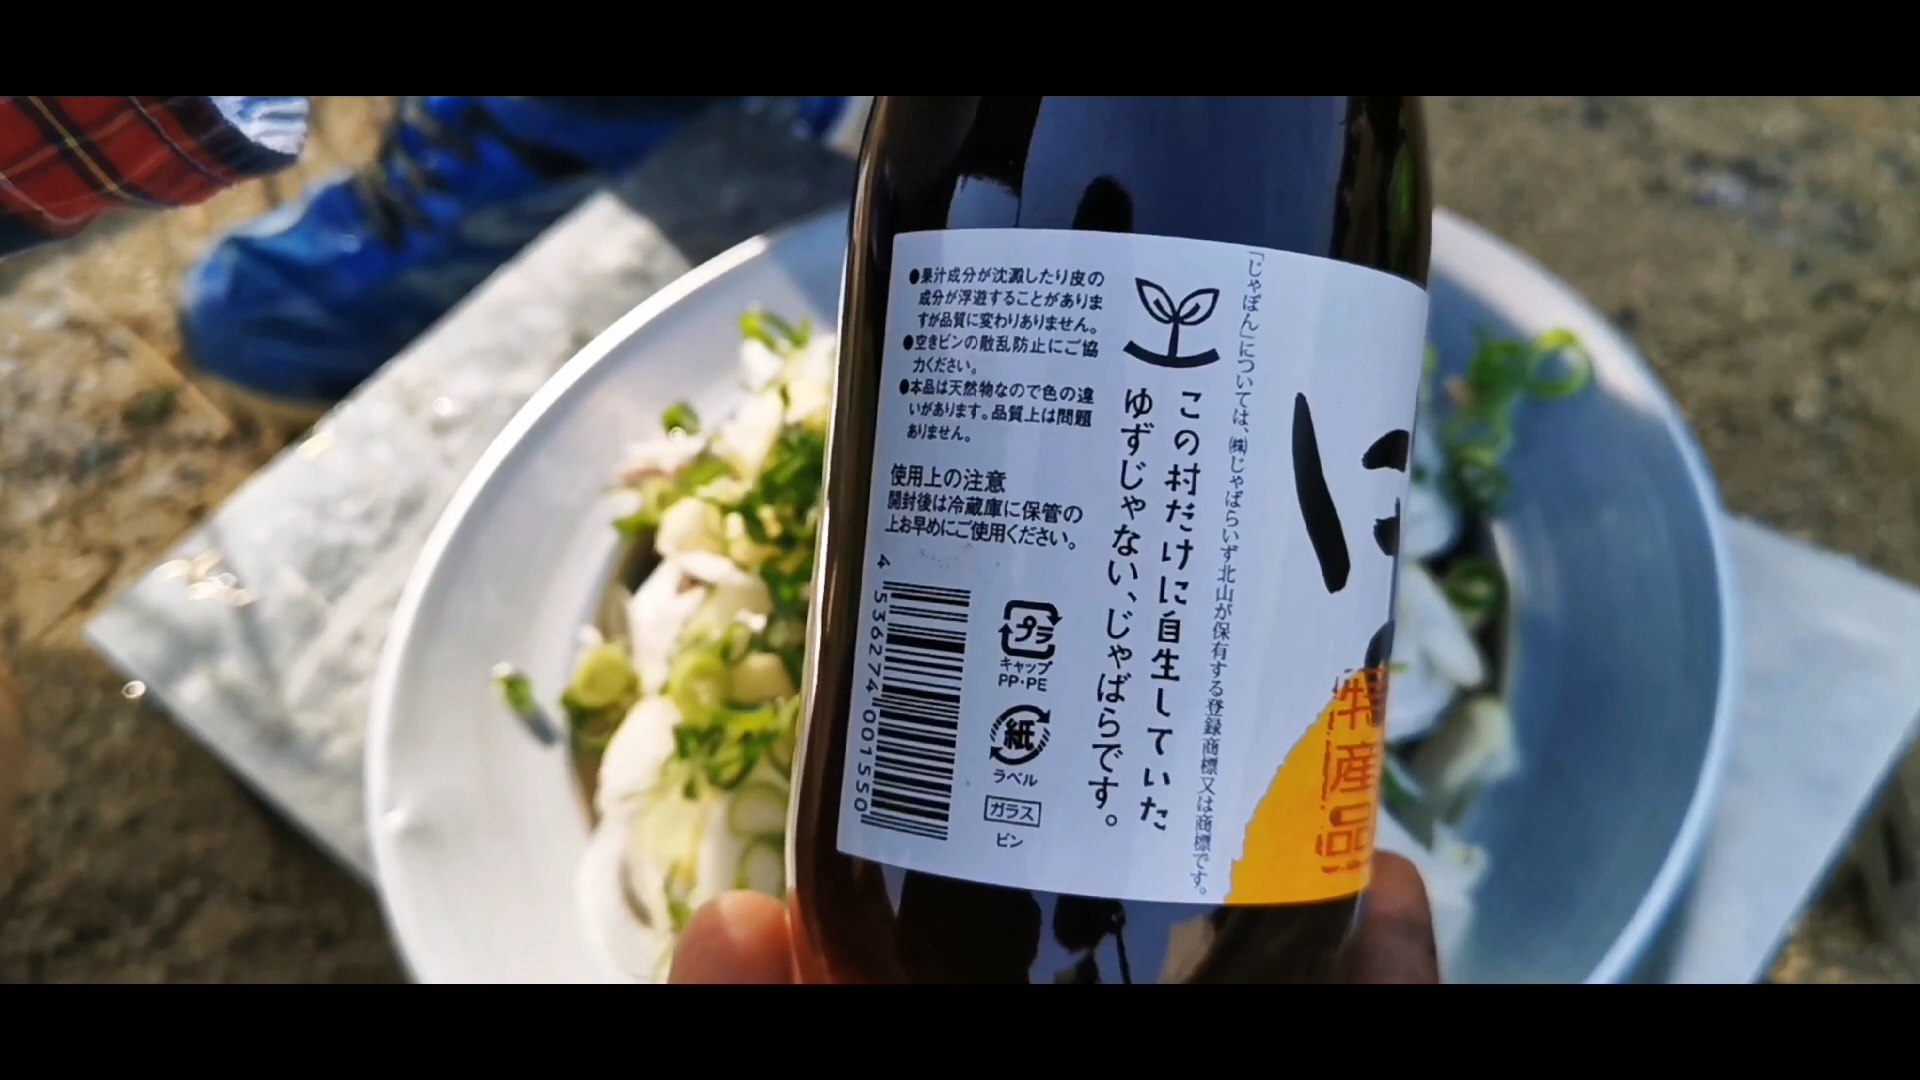 ●果汁成分が沈澱したり皮の
成分が浮遊することがありま
すが品質に変わりありません。
●空きビンの散乱防止にご協
力ください。
●本品は天然物なので色の違
いがあります。品質上は問題
ありません。
使用上の注意
開封後は冷蔵庫に保管の
上お早めにご使用ください。
4 536274 001550
プラ
キャップ
PP・PE
紙
ラベル
ガラス
ビン
この村だけに自生していた
ゆずじゃない、じゃばらです。
「じゃぽん」については、㈱じゃばらいず北山が保有する登録商標又は商標です。
特産品